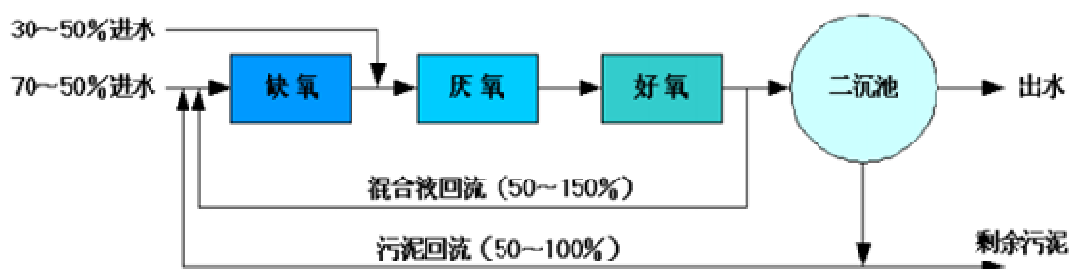 30～50%进水
70～50%进水
缺氧
厌氧
好氧
二沉池
出水
混合液回流（50～150%）
污泥回流（50～100%）
剩余污泥